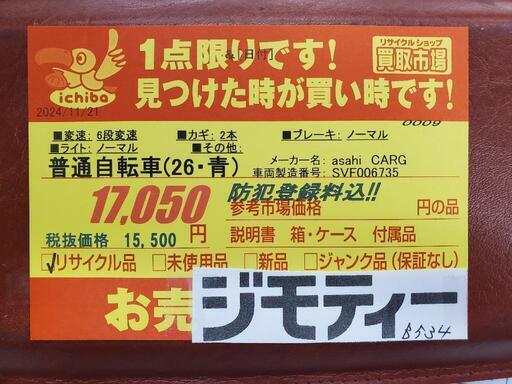 ichiba
2024/11/21
&[日付]
1点限りです!
見つけた時が買い時です!
リサイクルショップ
買取市場
0009
■変速: 6段変速 ■カギ: 2本 ■ブレーキ: ノーマル
■ライト: ノーマル ■その他:
普通自転車(26・青)
メーカー名: asahi CARG
車両製造番号: SVF006735
17,050円
防犯登録料込!!
参考市場価格 円の品
税抜価格 15,500
説明書 箱・ケース 付属品
☑リサイクル品 □未使用品 □新品 □ジャンク品(保証なし)
お売
ジモティー
B534